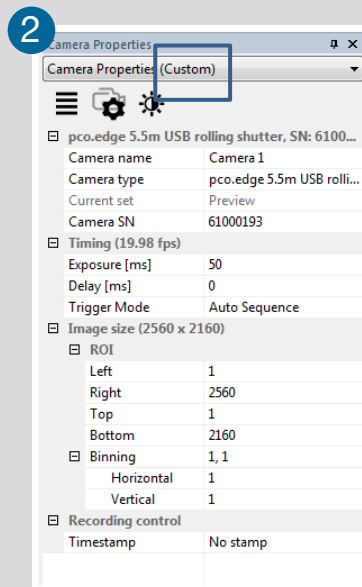 2
Camera Properties
Camera Properties (Custom)
pco.edge 5.5m USB rolling shutter, SN: 6100...
Camera name Camera 1
Camera type pco.edge 5.5m USB rolli...
Current set Preview
Camera SN 61000193
Timing (19.98 fps)
Exposure [ms] 50
Delay [ms] 0
Trigger Mode Auto Sequence
Image size (2560 x 2160)
ROI
Left 1
Right 2560
Top 1
Bottom 2160
Binning 1, 1
Horizontal 1
Vertical 1
Recording control
Timestamp No stamp